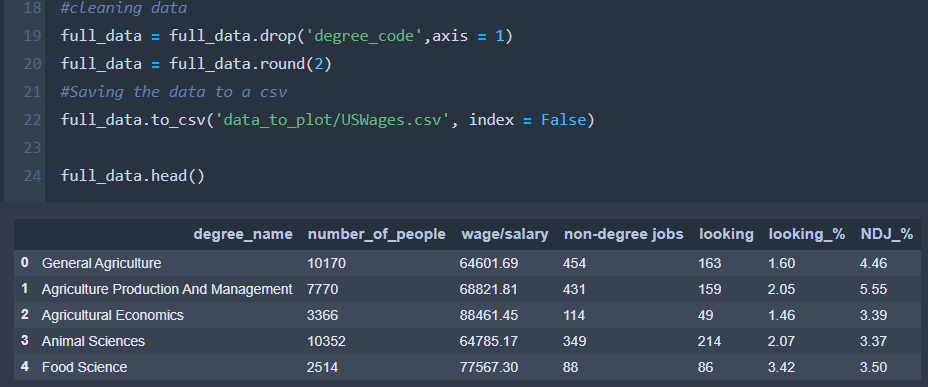 18 #cleaning data
19 full_data = full_data.drop('degree_code',axis = 1)
20 full_data = full_data.round(2)
21 #Saving the data to a csv
22 full_data.to_csv('data_to_plot/USWages.csv', index = False)
23
24 full_data.head()
degree_name number_of_people wage/salary non-degree jobs looking looking_% NDJ_%
0 General Agriculture 10170 64601.69 454 163 1.60 4.46
1 Agriculture Production And Management 7770 68821.81 431 159 2.05 5.55
2 Agricultural Economics 3366 88461.45 114 49 1.46 3.39
3 Animal Sciences 10352 64785.17 349 214 2.07 3.37
4 Food Science 2514 77567.30 88 86 3.42 3.50